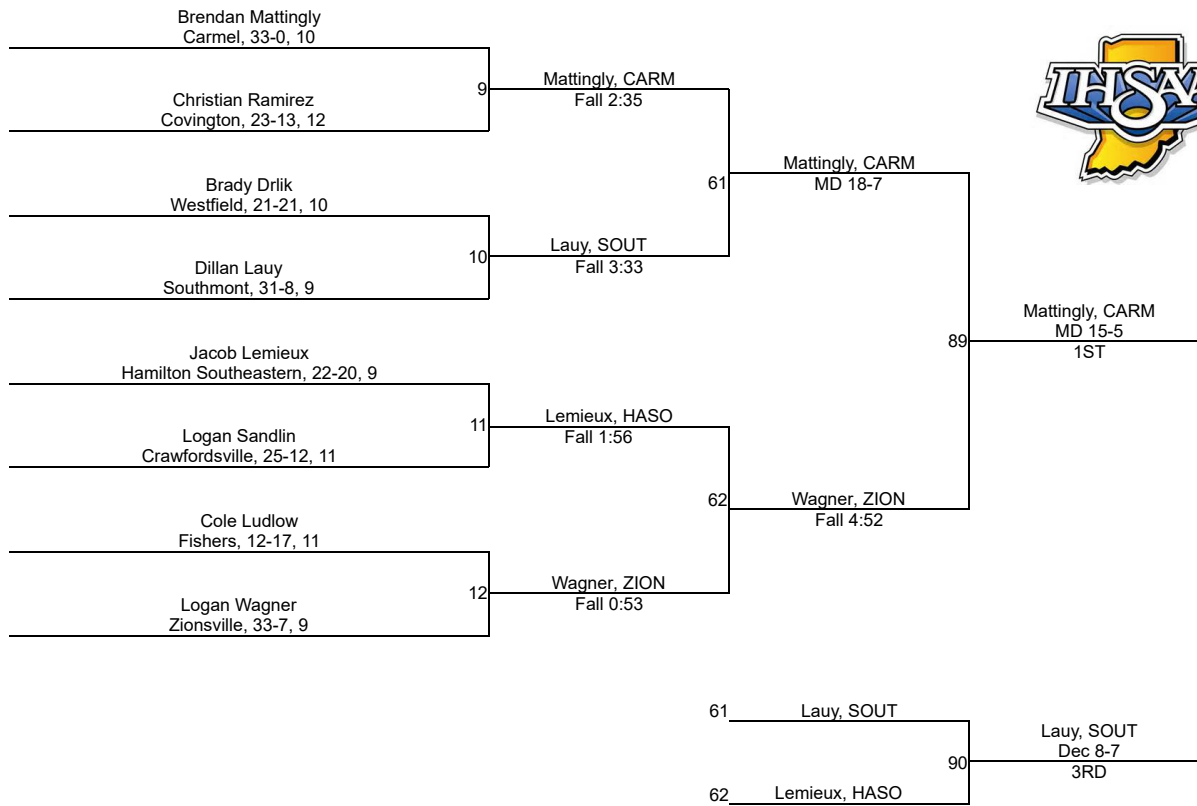 Brendan Mattingly
Carmel, 33-0, 10
Christian Ramirez
Covington, 23-13, 12
9
Mattingly, CARM
Fall 2:35
Brady Drlik
Westfield, 21-21, 10
Dillan Lauy
Southmont, 31-8, 9
10
Lauy, SOUT
Fall 3:33
61
Mattingly, CARM
MD 18-7
Jacob Lemieux
Hamilton Southeastern, 22-20, 9
Logan Sandlin
Crawfordsville, 25-12, 11
11
Lemieux, HASO
Fall 1:56
Cole Ludlow
Fishers, 12-17, 11
Logan Wagner
Zionsville, 33-7, 9
12
Wagner, ZION
Fall 0:53
62
Wagner, ZION
Fall 4:52
89
Mattingly, CARM
MD 15-5
1ST
61
Lauy, SOUT
62
Lemieux, HASO
90
Lauy, SOUT
Dec 8-7
3RD
IHSAA